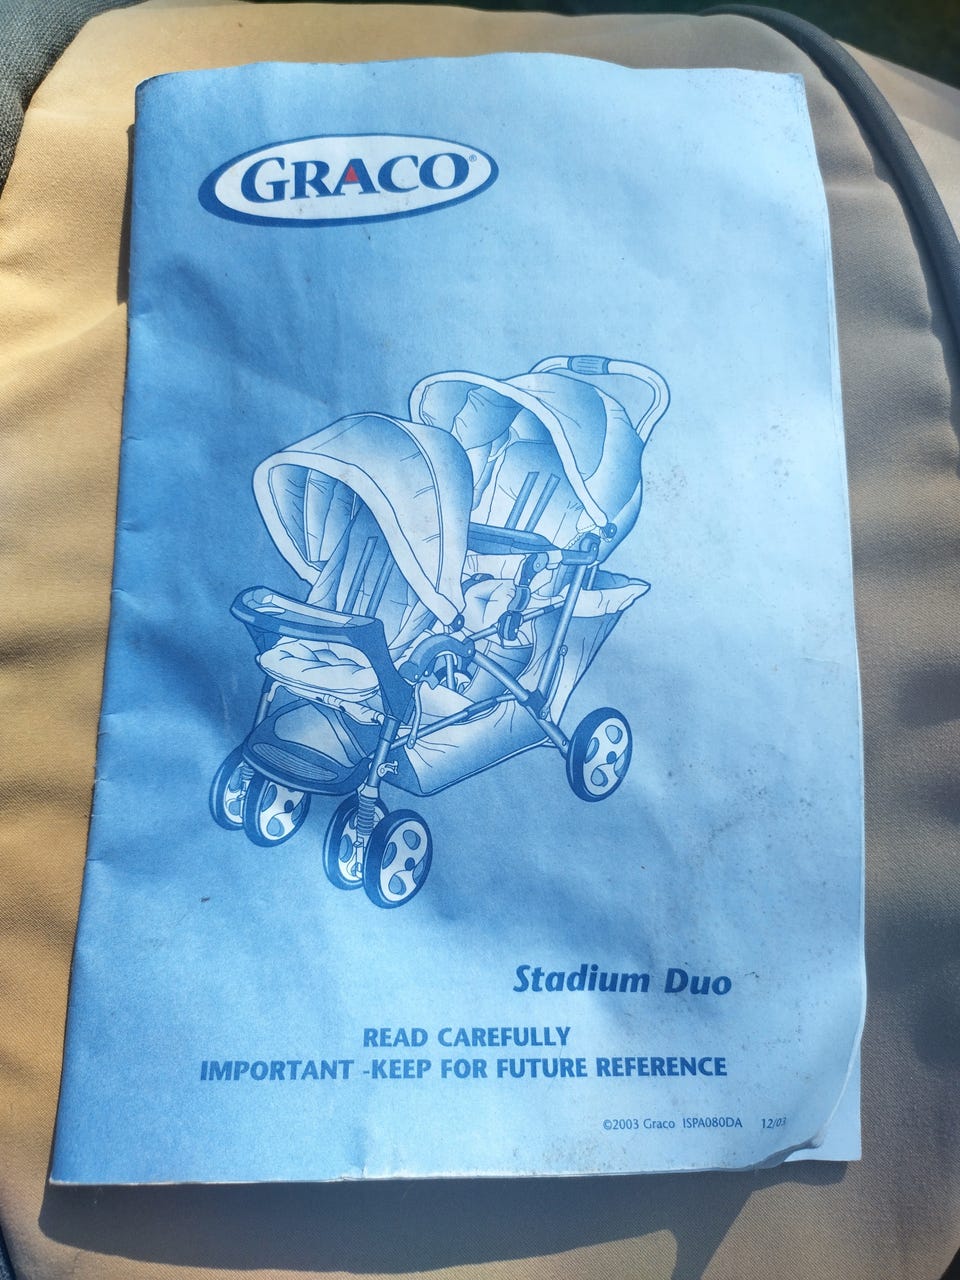 GRACO®
Stadium Duo
READ CAREFULLY
IMPORTANT -KEEP FOR FUTURE REFERENCE
©2003 Graco ISPA080DA 12/03